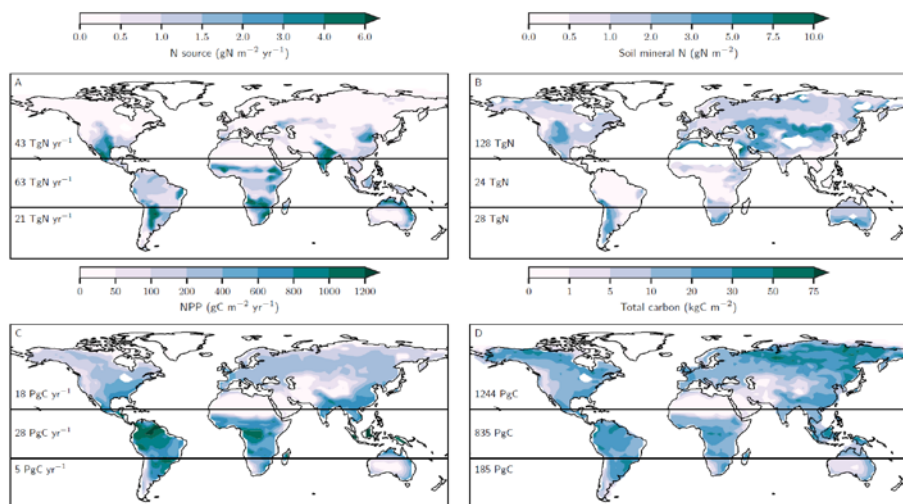 0.0 0.5 1.0 1.5 2.0 3.0 4.0 6.0
N source (gN m⁻² yr⁻¹)
0.0 0.5 1.0 2.5 5.0 7.5 10.0
Soil mineral N (gN m⁻²)
A
43 TgN yr⁻¹
63 TgN yr⁻¹
21 TgN yr⁻¹
B
128 TgN
24 TgN
28 TgN
0 50 100 200 400 600 800 1000 1200
NPP (gC m⁻² yr⁻¹)
0 1 5 10 20 30 50 75
Total carbon (kgC m⁻²)
C
18 PgC yr⁻¹
28 PgC yr⁻¹
5 PgC yr⁻¹
D
1244 PgC
835 PgC
185 PgC